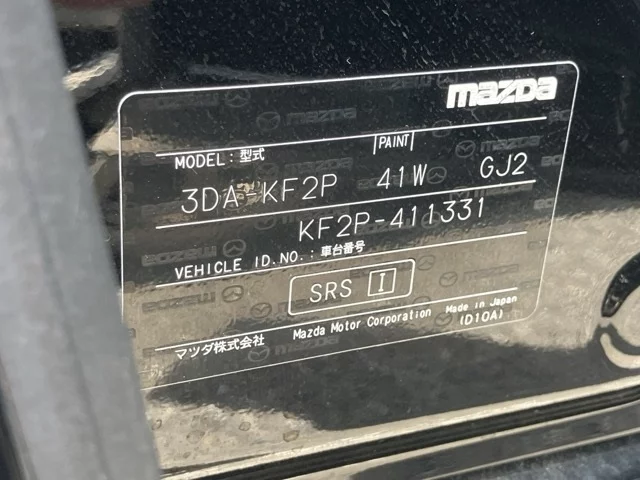 mazda
MODEL : 型式 PAINT
3DA-KF2P 41W GJ2
KF2P-411331
VEHICLE ID.NO. : 車台番号
SRS I
マツダ株式会社 Mazda Motor Corporation Made in Japan
(D10A)